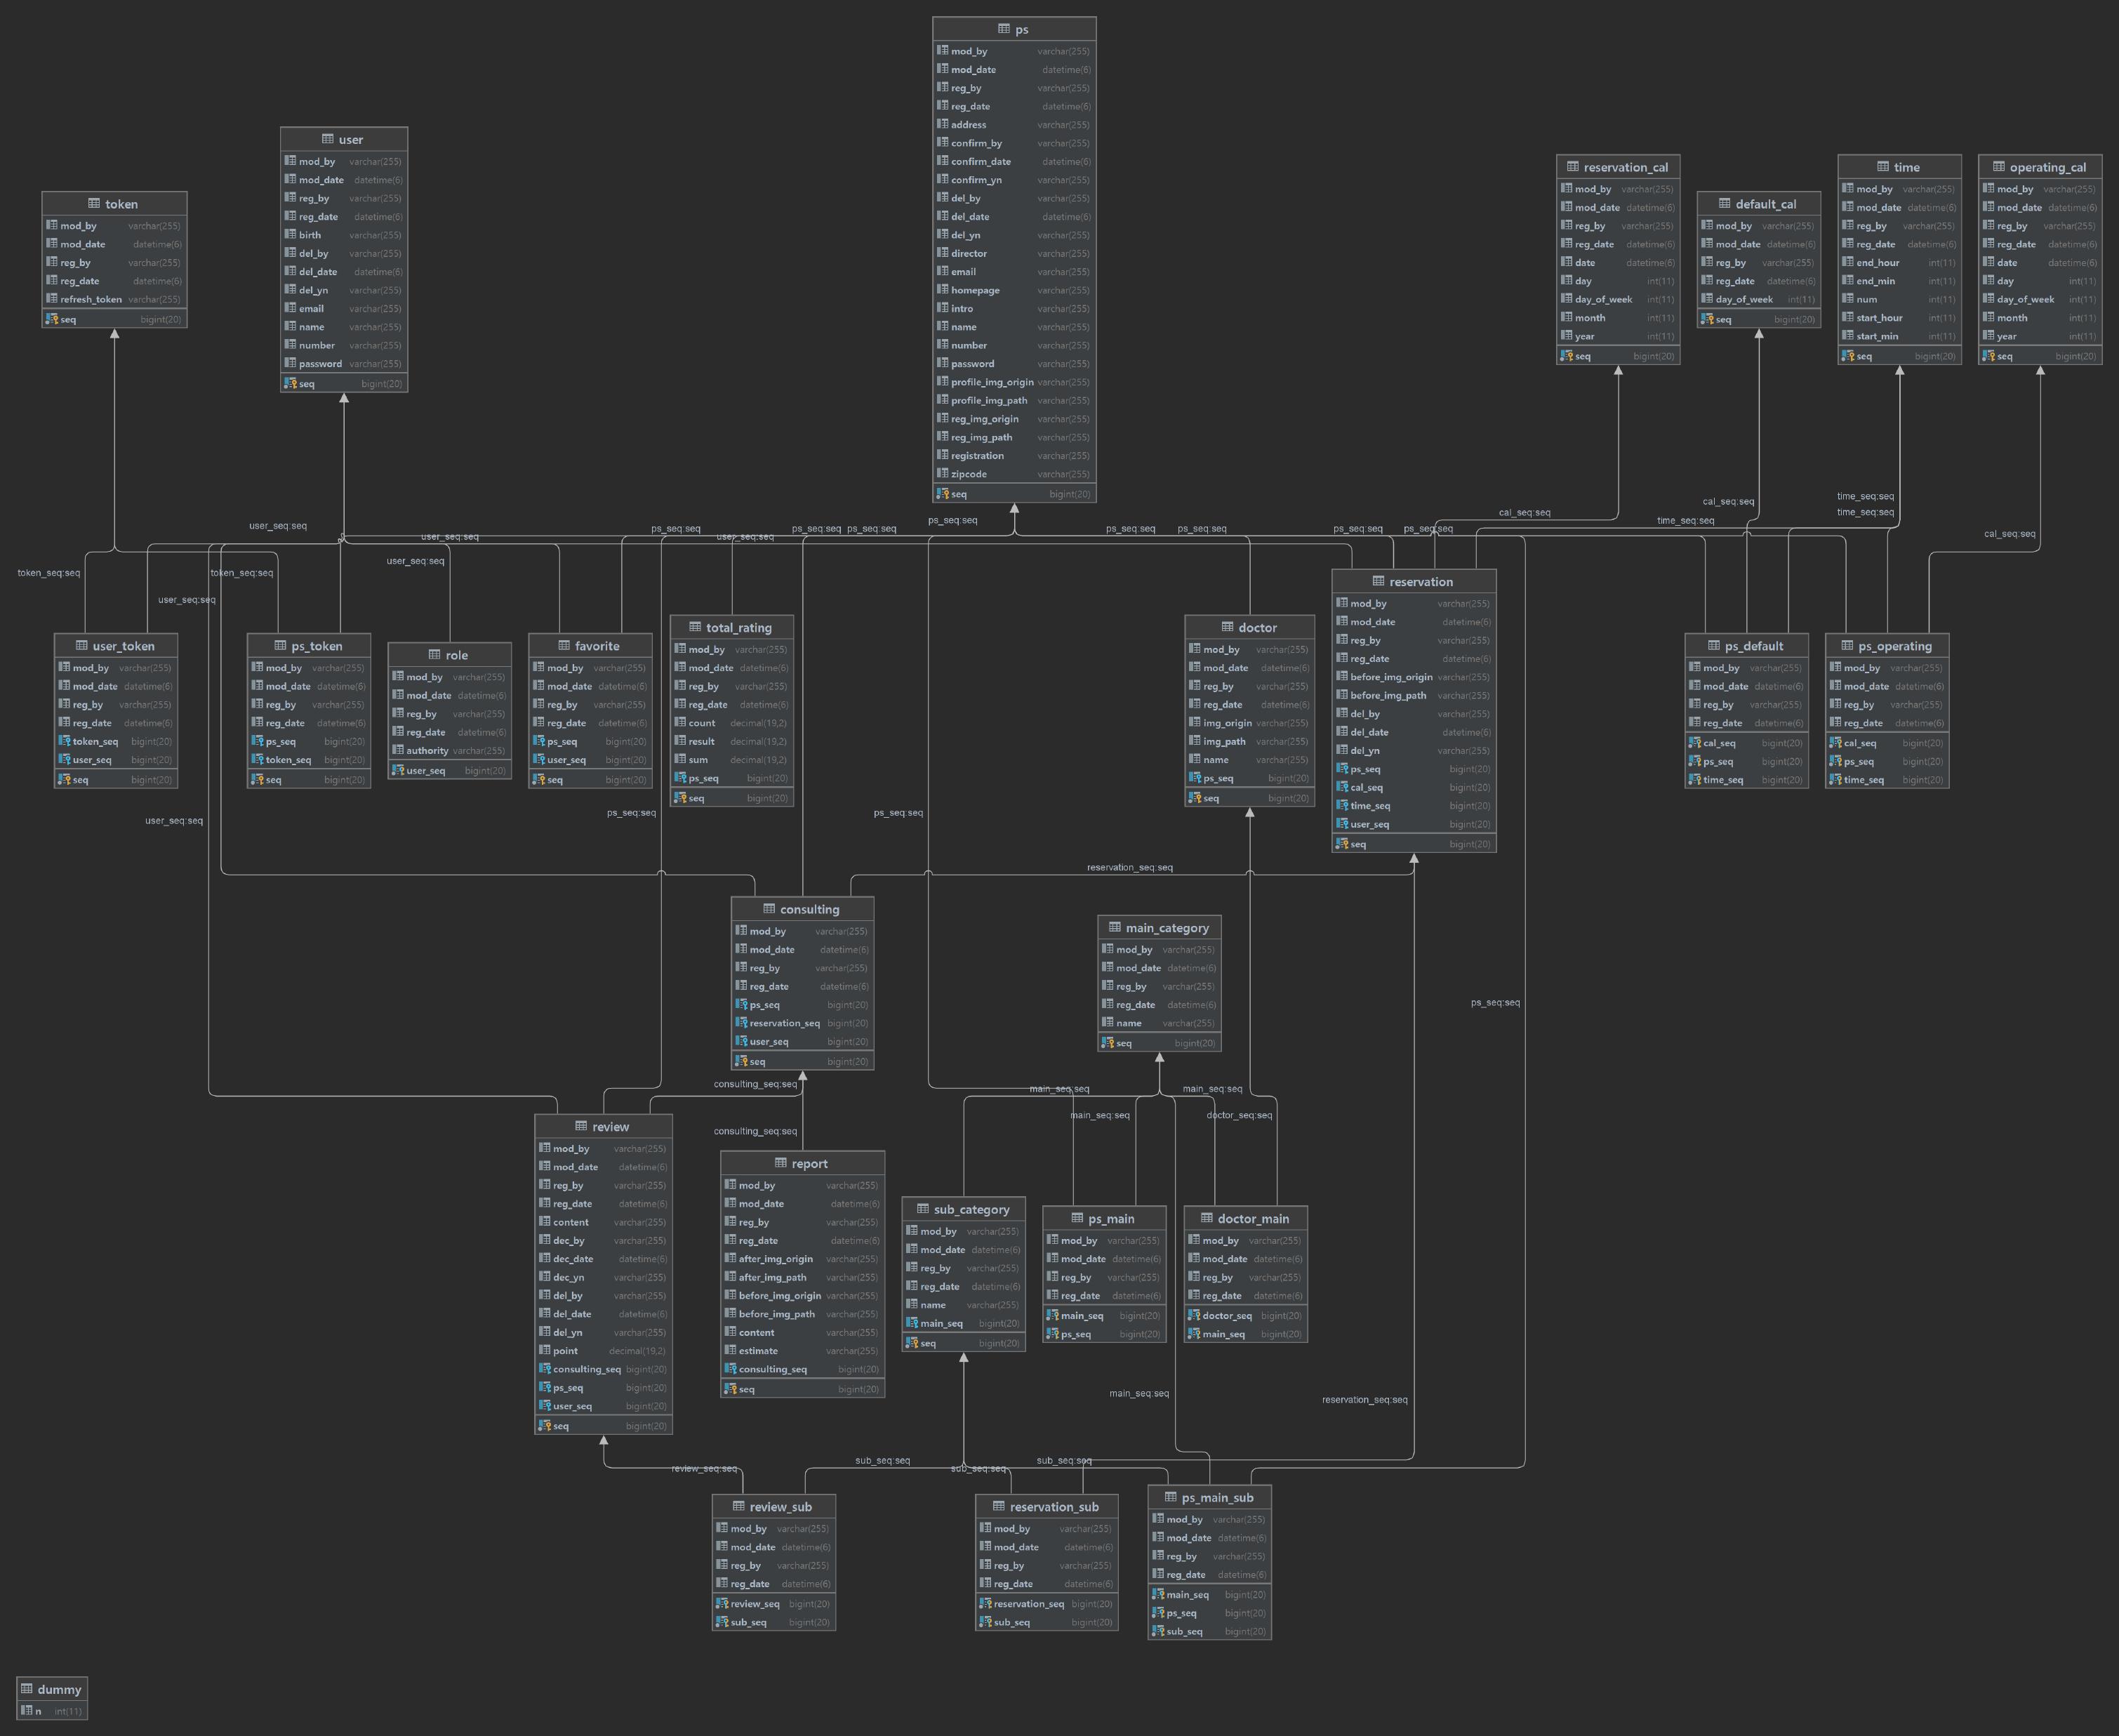 ps
mod_by varchar(255)
mod_date datetime(6)
reg_by varchar(255)
reg_date datetime(6)
address varchar(255)
confirm_by varchar(255)
confirm_date datetime(6)
confirm_yn varchar(255)
del_by varchar(255)
del_date datetime(6)
del_yn varchar(255)
director varchar(255)
email varchar(255)
homepage varchar(255)
intro varchar(255)
name varchar(255)
number varchar(255)
password varchar(255)
profile_img_origin varchar(255)
profile_img_path varchar(255)
reg_img_origin varchar(255)
reg_img_path varchar(255)
registration varchar(255)
zipcode varchar(255)
seq bigint(20)
user
mod_by varchar(255)
mod_date datetime(6)
reg_by varchar(255)
reg_date datetime(6)
birth varchar(255)
del_by varchar(255)
del_date datetime(6)
del_yn varchar(255)
email varchar(255)
name varchar(255)
number varchar(255)
password varchar(255)
seq bigint(20)
token
mod_by varchar(255)
mod_date datetime(6)
reg_by varchar(255)
reg_date datetime(6)
refresh_token varchar(255)
seq bigint(20)
reservation_cal
mod_by varchar(255)
mod_date datetime(6)
reg_by varchar(255)
reg_date datetime(6)
date datetime(6)
day int(11)
day_of_week int(11)
month int(11)
year int(11)
seq bigint(20)
default_cal
mod_by varchar(255)
mod_date datetime(6)
reg_by varchar(255)
reg_date datetime(6)
day_of_week int(11)
seq bigint(20)
time
mod_by varchar(255)
mod_date datetime(6)
reg_by varchar(255)
reg_date datetime(6)
end_hour int(11)
end_min int(11)
num int(11)
start_hour int(11)
start_min int(11)
seq bigint(20)
operating_cal
mod_by varchar(255)
mod_date datetime(6)
reg_by varchar(255)
reg_date datetime(6)
date datetime(6)
day int(11)
day_of_week int(11)
month int(11)
year int(11)
seq bigint(20)
time_seq:seq
cal_seq:seq
time_seq:seq
cal_seq:seq
time_seq:seq
user_seq:seq
ps_seq:seq
ps_seq:seq
ps_seq:seq
ps_seq:seq
ps_seq:seq
ps_seq:seq
ps_seq:seq
ps_seq:seq
user_seq:seq
user_seq:seq
cal_seq:seq
user_seq:seq
token_seq:seq
token_seq:seq
user_seq:seq
user_token
mod_by varchar(255)
mod_date datetime(6)
reg_by varchar(255)
reg_date datetime(6)
token_seq bigint(20)
user_seq bigint(20)
seq bigint(20)
ps_token
mod_by varchar(255)
mod_date datetime(6)
reg_by varchar(255)
reg_date datetime(6)
ps_seq bigint(20)
token_seq bigint(20)
seq bigint(20)
role
mod_by varchar(255)
mod_date datetime(6)
reg_by varchar(255)
reg_date datetime(6)
authority varchar(255)
user_seq bigint(20)
favorite
mod_by varchar(255)
mod_date datetime(6)
reg_by varchar(255)
reg_date datetime(6)
ps_seq bigint(20)
user_seq bigint(20)
seq bigint(20)
total_rating
mod_by varchar(255)
mod_date datetime(6)
reg_by varchar(255)
reg_date datetime(6)
count decimal(19,2)
result decimal(19,2)
sum decimal(19,2)
ps_seq bigint(20)
seq bigint(20)
doctor
mod_by varchar(255)
mod_date datetime(6)
reg_by varchar(255)
reg_date datetime(6)
img_origin varchar(255)
img_path varchar(255)
name varchar(255)
ps_seq bigint(20)
seq bigint(20)
reservation
mod_by varchar(255)
mod_date datetime(6)
reg_by varchar(255)
reg_date datetime(6)
before_img_origin varchar(255)
before_img_path varchar(255)
del_by varchar(255)
del_date datetime(6)
del_yn varchar(255)
ps_seq bigint(20)
cal_seq bigint(20)
time_seq bigint(20)
user_seq bigint(20)
seq bigint(20)
ps_default
mod_by varchar(255)
mod_date datetime(6)
reg_by varchar(255)
reg_date datetime(6)
cal_seq bigint(20)
ps_seq bigint(20)
time_seq bigint(20)
ps_operating
mod_by varchar(255)
mod_date datetime(6)
reg_by varchar(255)
reg_date datetime(6)
cal_seq bigint(20)
ps_seq bigint(20)
time_seq bigint(20)
user_seq:seq
ps_seq:seq
ps_seq:seq
reservation_seq:seq
consulting
mod_by varchar(255)
mod_date datetime(6)
reg_by varchar(255)
reg_date datetime(6)
ps_seq bigint(20)
reservation_seq bigint(20)
user_seq bigint(20)
seq bigint(20)
main_category
mod_by varchar(255)
mod_date datetime(6)
reg_by varchar(255)
reg_date datetime(6)
name varchar(255)
seq bigint(20)
ps_seq:seq
consulting_seq:seq
main_seq:seq
main_seq:seq
main_seq:seq
doctor_seq:seq
consulting_seq:seq
review
mod_by varchar(255)
mod_date datetime(6)
reg_by varchar(255)
reg_date datetime(6)
content varchar(255)
dec_by varchar(255)
dec_date datetime(6)
dec_yn varchar(255)
del_by varchar(255)
del_date datetime(6)
del_yn varchar(255)
point decimal(19,2)
consulting_seq bigint(20)
ps_seq bigint(20)
user_seq bigint(20)
seq bigint(20)
report
mod_by varchar(255)
mod_date datetime(6)
reg_by varchar(255)
reg_date datetime(6)
after_img_origin varchar(255)
after_img_path varchar(255)
before_img_origin varchar(255)
before_img_path varchar(255)
content varchar(255)
estimate varchar(255)
consulting_seq bigint(20)
seq bigint(20)
sub_category
mod_by varchar(255)
mod_date datetime(6)
reg_by varchar(255)
reg_date datetime(6)
name varchar(255)
main_seq bigint(20)
seq bigint(20)
ps_main
mod_by varchar(255)
mod_date datetime(6)
reg_by varchar(255)
reg_date datetime(6)
main_seq bigint(20)
ps_seq bigint(20)
doctor_main
mod_by varchar(255)
mod_date datetime(6)
reg_by varchar(255)
reg_date datetime(6)
doctor_seq bigint(20)
main_seq bigint(20)
main_seq:seq
reservation_seq:seq
review_seq:seq
sub_seq:seq
sub_seq:seq
sub_seq:seq
review_sub
mod_by varchar(255)
mod_date datetime(6)
reg_by varchar(255)
reg_date datetime(6)
review_seq bigint(20)
sub_seq bigint(20)
reservation_sub
mod_by varchar(255)
mod_date datetime(6)
reg_by varchar(255)
reg_date datetime(6)
reservation_seq bigint(20)
sub_seq bigint(20)
ps_main_sub
mod_by varchar(255)
mod_date datetime(6)
reg_by varchar(255)
reg_date datetime(6)
main_seq bigint(20)
ps_seq bigint(20)
sub_seq bigint(20)
dummy
n int(11)